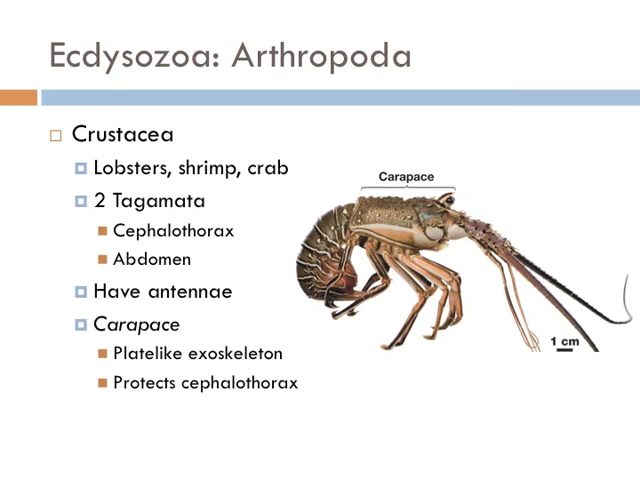 Ecdysozoa: Arthropoda
Crustacea
Lobsters, shrimp, crab
2 Tagamata
Cephalothorax
Abdomen
Have antennae
Carapace
Platelike exoskeleton
Protects cephalothorax
Carapace
1 cm